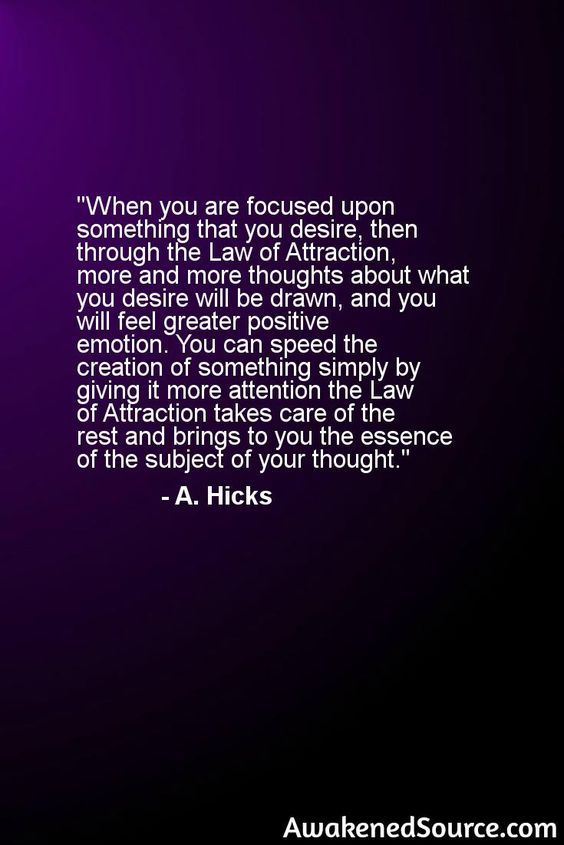 "When you are focused upon
something that you desire, then
through the Law of Attraction,
more and more thoughts about what
you desire will be drawn, and you
will feel greater positive
emotion. You can speed the
creation of something simply by
giving it more attention the Law
of Attraction takes care of the
rest and brings to you the essence
of the subject of your thought."
- A. Hicks
AwakenedSource.com